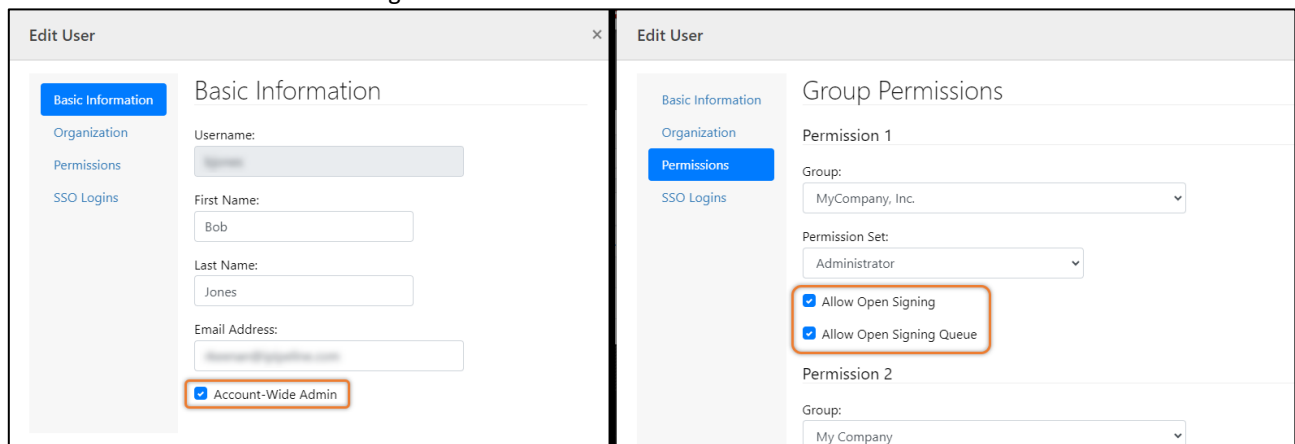 Edit User ×
Basic Information
Organization
Permissions
SSO Logins
Basic Information
Username:
First Name:
Bob
Last Name:
Jones
Email Address:
Account-Wide Admin
Edit User
Basic Information
Organization
Permissions
SSO Logins
Group Permissions
Permission 1
Group:
MyCompany, Inc.
Permission Set:
Administrator
Allow Open Signing
Allow Open Signing Queue
Permission 2
Group:
My Company